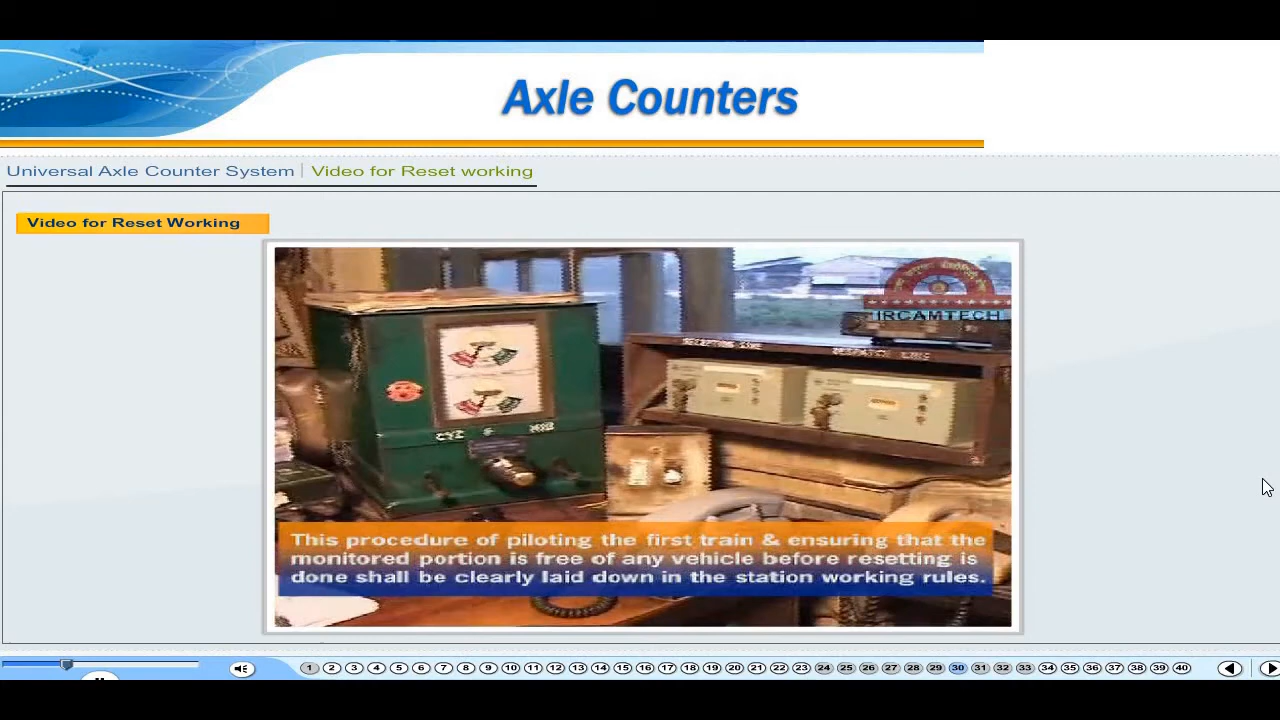 Axle Counters
Universal Axle Counter System | Video for Reset working
Video for Reset Working
IRCAMTECH
This procedure of piloting the first train & ensuring that the
monitored portion is free of any vehicle before resetting is
done shall be clearly laid down in the station working rules.
1 2 3 4 5 6 7 8 9 10 11 12 13 14 15 16 17 18 19 20 21 22 23 24 25 26 27 28 29 30 31 32 33 34 35 36 37 38 39 40